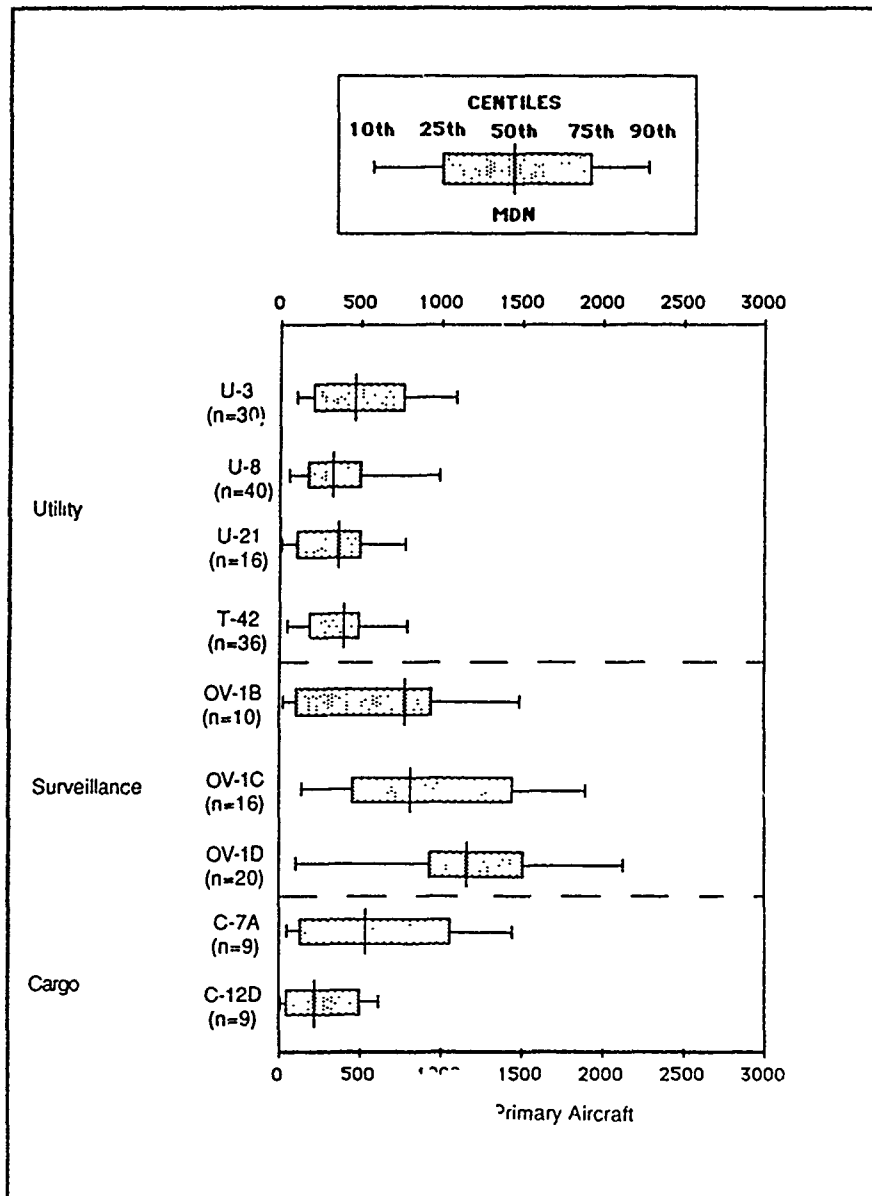 CENTILES
10th 25th 50th 75th 90th
MDN
0 500 1000 1500 2000 2500 3000
U-3
(n=30)
U-8
(n=40)
Utility
U-21
(n=16)
T-42
(n=36)
OV-1B
(n=10)
Surveillance
OV-1C
(n=16)
OV-1D
(n=20)
C-7A
(n=9)
Cargo
C-12D
(n=9)
0 500 1500 2000 2500 3000
Primary Aircraft